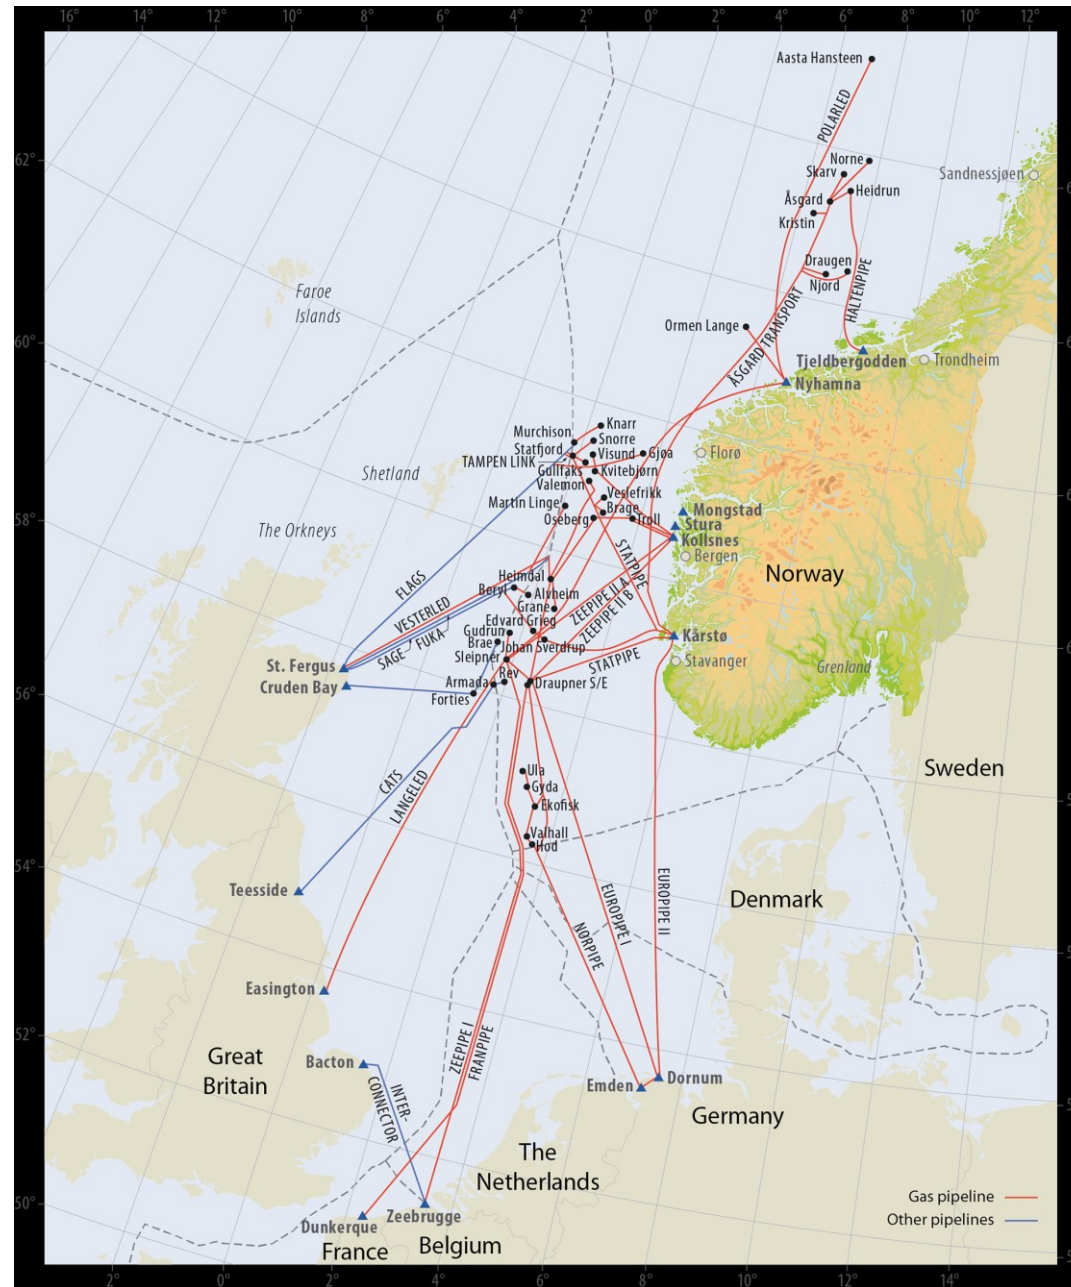 16°
10°
8°
6°
4°
2°
0°
2°
4°
6°
8°
10°
12°
Aasta Hansteen
POLARLED
62°
Norne
Skarv
Sandnessjøen
Heidrun
Åsgard
Kristin
Draugen
Njord
HALTENPIPE
Faroe
Islands
ÅSGARD TRANSPORT
Ormen Lange
60°
Tjeldbergodden
Trondheim
Nyhamna
Knarr
Murchison
Snorre
Statfjord
Visund
Gjøa
Florø
TAMPEN LINK
Gullfaks
Kvitebjørn
Shetland
Valemon
Veslefrikk
Martin Linge
Brage
Mongstad
58°
Oseberg
Troll
Stura
The Orkneys
Kollsnes
Bergen
STATPIPE
Norway
Heimdal
FLAGS
Beryl
Alvheim
ZEEPIPE II A
VESTERLED
Grane
ZEEPIPE II B
Edvard Grieg
SAGE
FUKA
Gudrun
Kårstø
Brae
Johan Sverdrup
Sleipner
STATPIPE
Stavanger
Grenland
St. Fergus
Rev
Cruden Bay
Armada
Draupner S/E
56°
Forties
CATS
LANGELED
Ula
Sweden
Gyda
Ekofisk
Valhall
Hod
54°
Teesside
EUROPIPE II
EUROPIPE I
Denmark
NORPIPE
Easington
52°
ZEEPIPE I
FRANPIPE
Great
Britain
Bacton
INTER-
CONNECTOR
Dornum
Emden
Germany
The
Netherlands
50°
Gas pipeline
Other pipelines
Zeebrugge
Dunkerque
France
Belgium
2°
0°
2°
4°
6°
10°
12°
14°